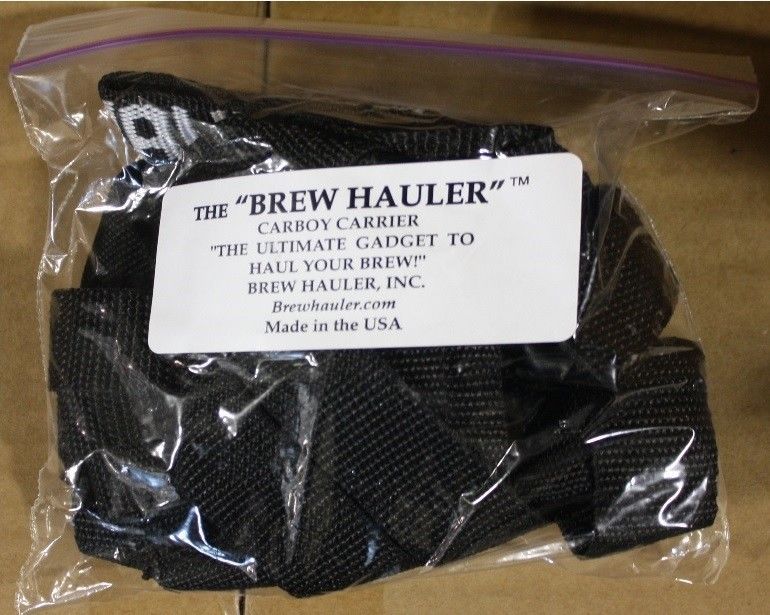 THE "BREW HAULER" ™
CARBOY CARRIER
"THE ULTIMATE GADGET TO
HAUL YOUR BREW!"
BREW HAULER, INC.
Brewhauler.com
Made in the USA